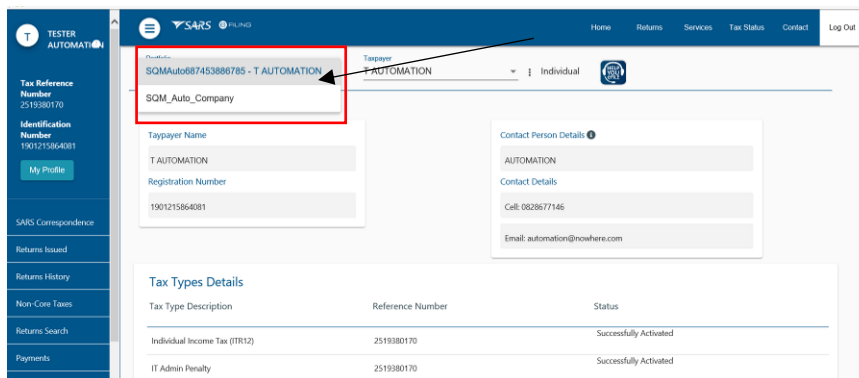 T
TESTER
AUTOMATION
Tax Reference
Number
2519380170
Identification
Number
1901215864081
My Profile
SARS Correspondence
Returns Issued
Returns History
Non-Core Taxes
Returns Search
Payments
SARS eFILING
Home
Returns
Services
Tax Status
Contact
Log Out
Portfolio
SQMAuto687453886785 - T AUTOMATION
SQM_Auto_Company
Taxpayer
T AUTOMATION
Individual
HELP YOU
Taypayer Name
T AUTOMATION
Registration Number
1901215864081
Contact Person Details
AUTOMATION
Contact Details
Cell: 0828677146
Email: automation@nowhere.com
Tax Types Details
Tax Type Description Reference Number Status
Individual Income Tax (ITR12) 2519380170 Successfully Activated
IT Admin Penalty 2519380170 Successfully Activated